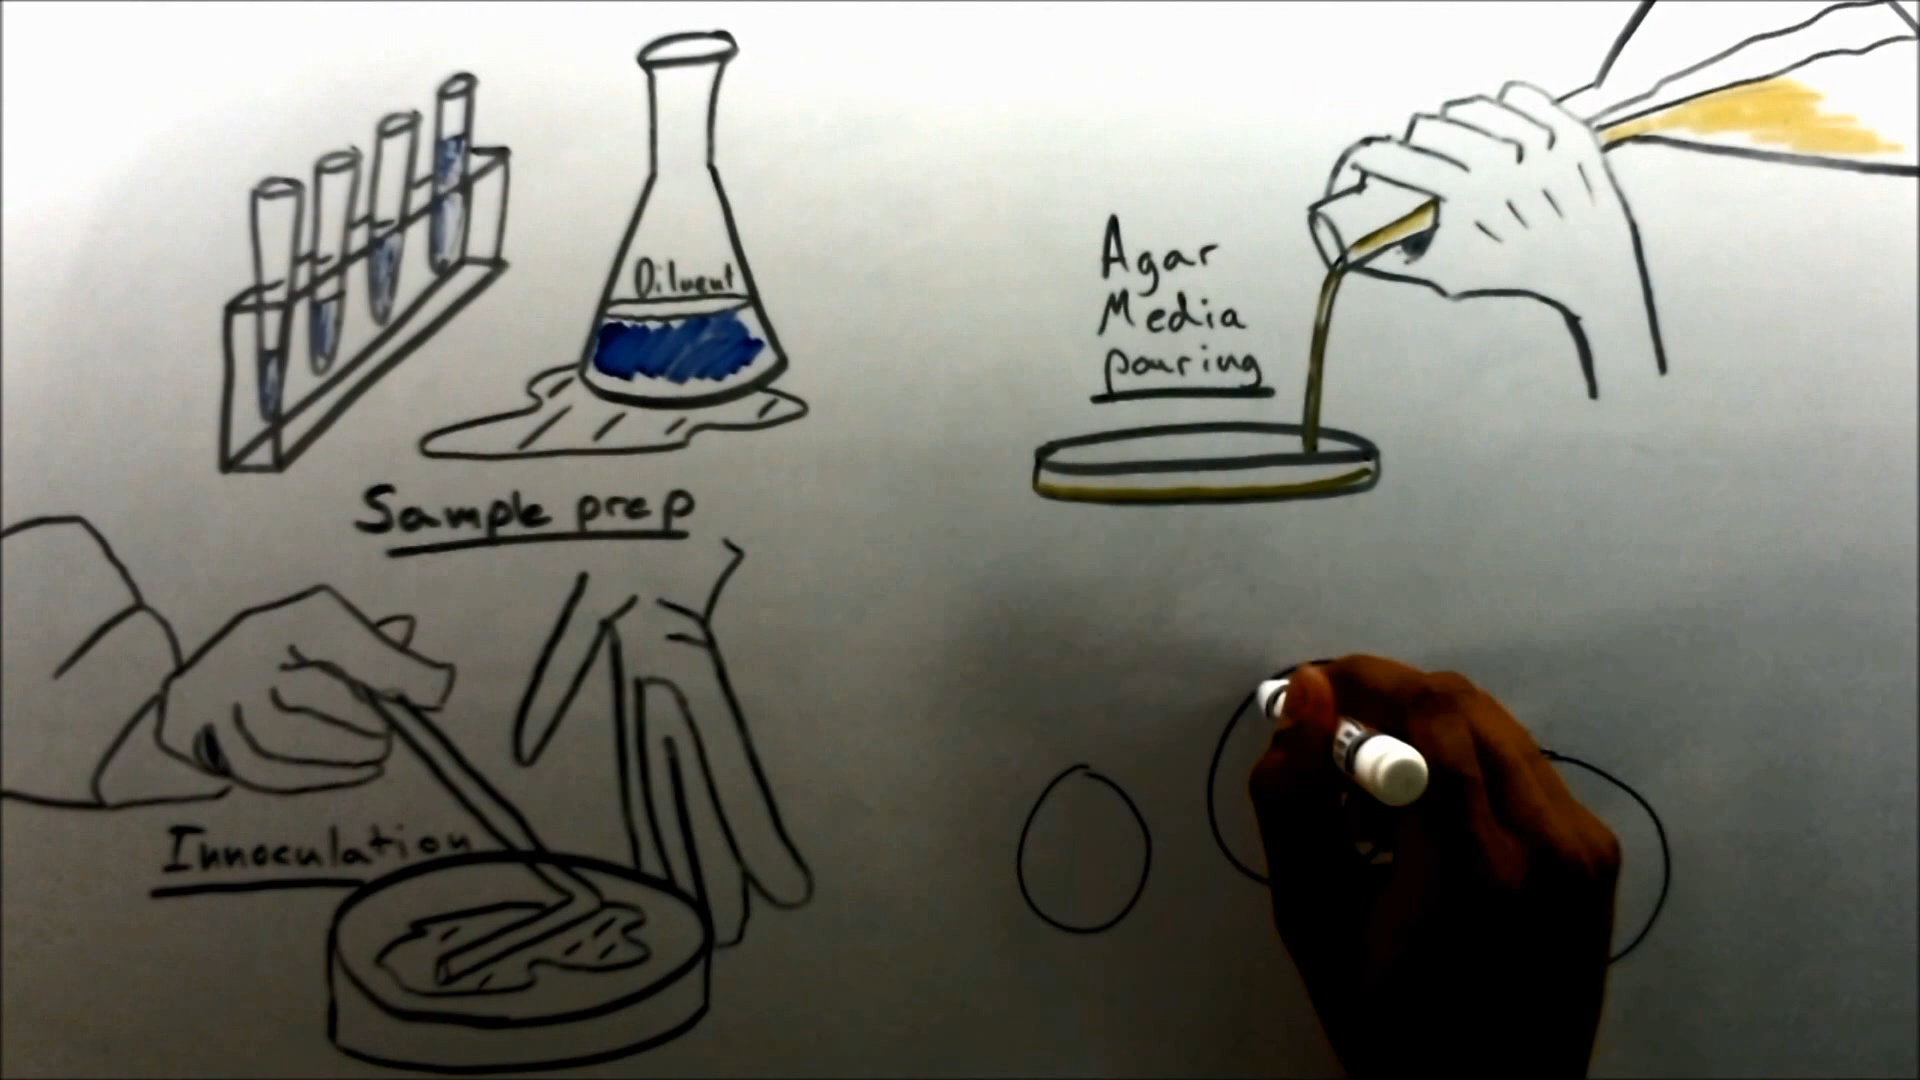 Diluent
Sample prep
Agar
Media
pouring
Innoculation